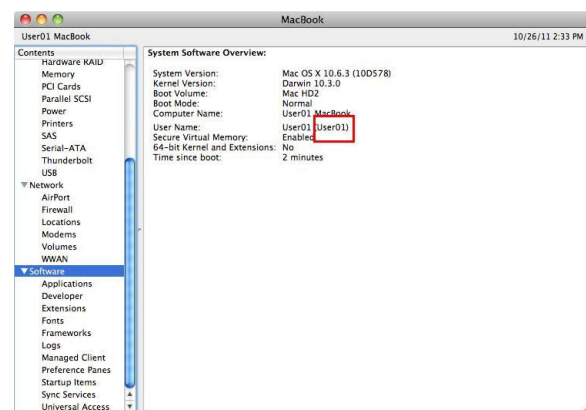 MacBook
User01 MacBook 10/26/11 2:33 PM
Contents
Hardware RAID
Memory
PCI Cards
Parallel SCSI
Power
Printers
SAS
Serial-ATA
Thunderbolt
USB
Network
AirPort
Firewall
Locations
Modems
Volumes
WWAN
Software
Applications
Developer
Extensions
Fonts
Frameworks
Logs
Managed Client
Preference Panes
Startup Items
Sync Services
Universal Access
System Software Overview:
System Version: Mac OS X 10.6.3 (10D578)
Kernel Version: Darwin 10.3.0
Boot Volume: Mac HD2
Boot Mode: Normal
Computer Name: User01 MacBook
User Name: User01 (User01)
Secure Virtual Memory: Enabled
64-bit Kernel and Extensions: No
Time since boot: 2 minutes